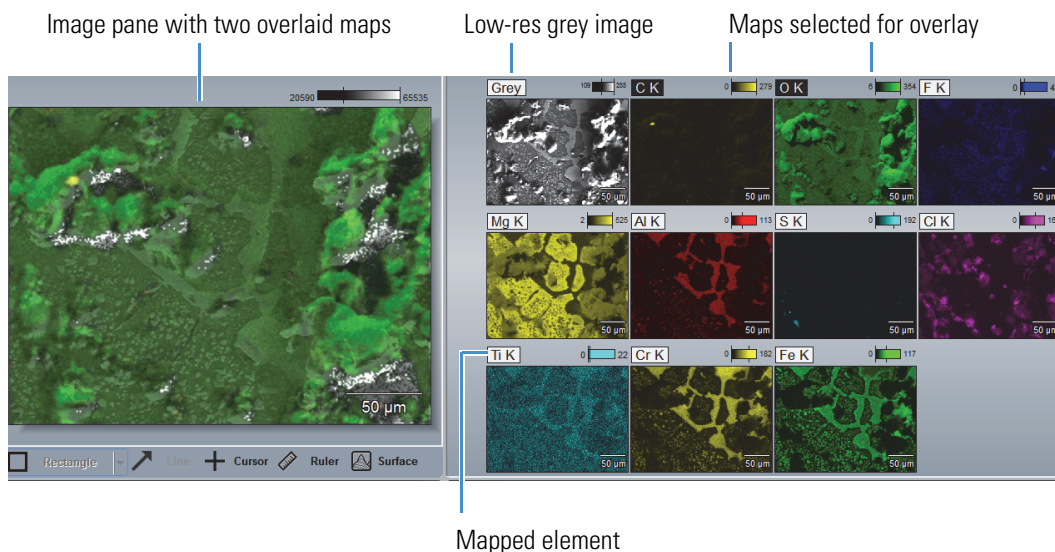 Image pane with two overlaid maps
Low-res grey image
Maps selected for overlay
20590 65535
50 µm
Rectangle Line Cursor Ruler Surface
Grey 109 255
C K 0 279
O K 6 354
F K 0
50 µm 50 µm 50 µm 50 µm
Mg K 2 525
Al K 0 113
S K 0 192
Cl K 0
50 µm 50 µm 50 µm 50 µm
Ti K 0 22
Cr K 0 182
Fe K 0 117
50 µm 50 µm 50 µm
Mapped element